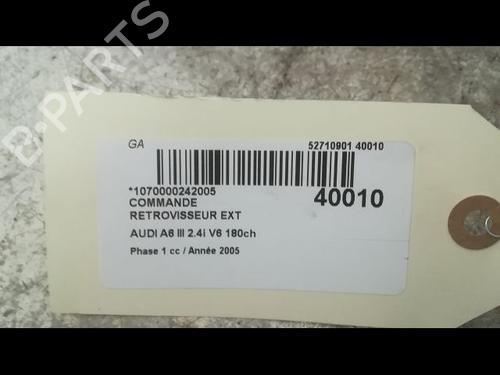 B-PARTS
GA 52710901 40010
*1070000242005 40010
COMMANDE
RETROVISSEUR EXT
AUDI A6 III 2.4i V6 180ch
Phase 1 cc / Année 2005